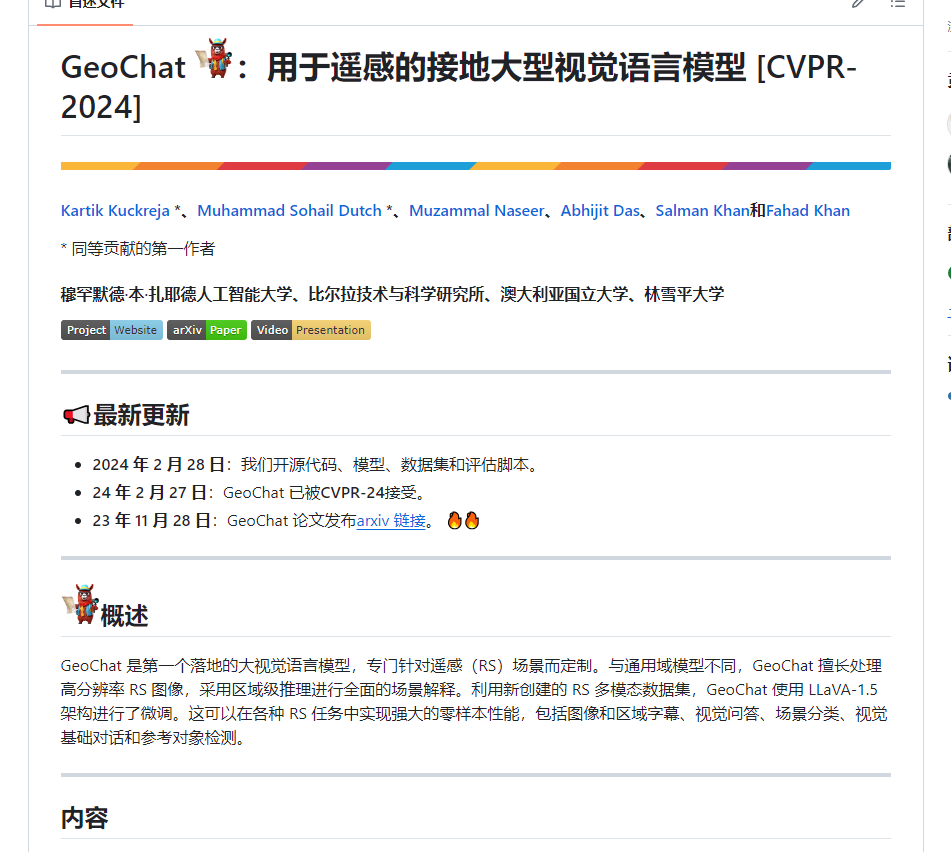 自述文件
GeoChat ：用于遥感的接地大型视觉语言模型 [CVPR-
2024]
Kartik Kuckreja *、Muhammad Sohail Dutch *、Muzammal Naseer、Abhijit Das、Salman Khan和Fahad Khan
* 同等贡献的第一作者
穆罕默德·本·扎耶德人工智能大学、比尔拉技术与科学研究所、澳大利亚国立大学、林雪平大学
Project Website arXiv Paper Video Presentation
最新更新
2024 年 2 月 28 日：我们开源代码、模型、数据集和评估脚本。
24 年 2 月 27 日：GeoChat 已被CVPR-24接受。
23 年 11 月 28 日：GeoChat 论文发布arxiv 链接。
概述
GeoChat 是第一个落地的大视觉语言模型，专门针对遥感（RS）场景而定制。与通用域模型不同，GeoChat 擅长处理
高分辨率 RS 图像，采用区域级推理进行全面的场景解释。利用新创建的 RS 多模态数据集，GeoChat 使用 LLaVA-1.5
架构进行了微调。这可以在各种 RS 任务中实现强大的零样本性能，包括图像和区域字幕、视觉问答、场景分类、视觉
基础对话和参考对象检测。
内容